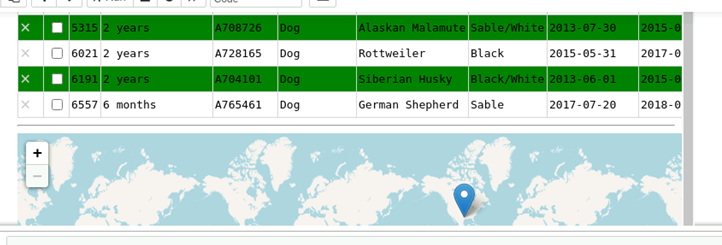 5315 2 years A708726 Dog Alaskan Malamute Sable/White 2013-07-30 2015-0
6021 2 years A728165 Dog Rottweiler Black 2015-05-31 2017-0
6191 2 years A704101 Dog Siberian Husky Black/White 2013-06-01 2015-0
6557 6 months A765461 Dog German Shepherd Sable 2017-07-20 2018-0
+
−